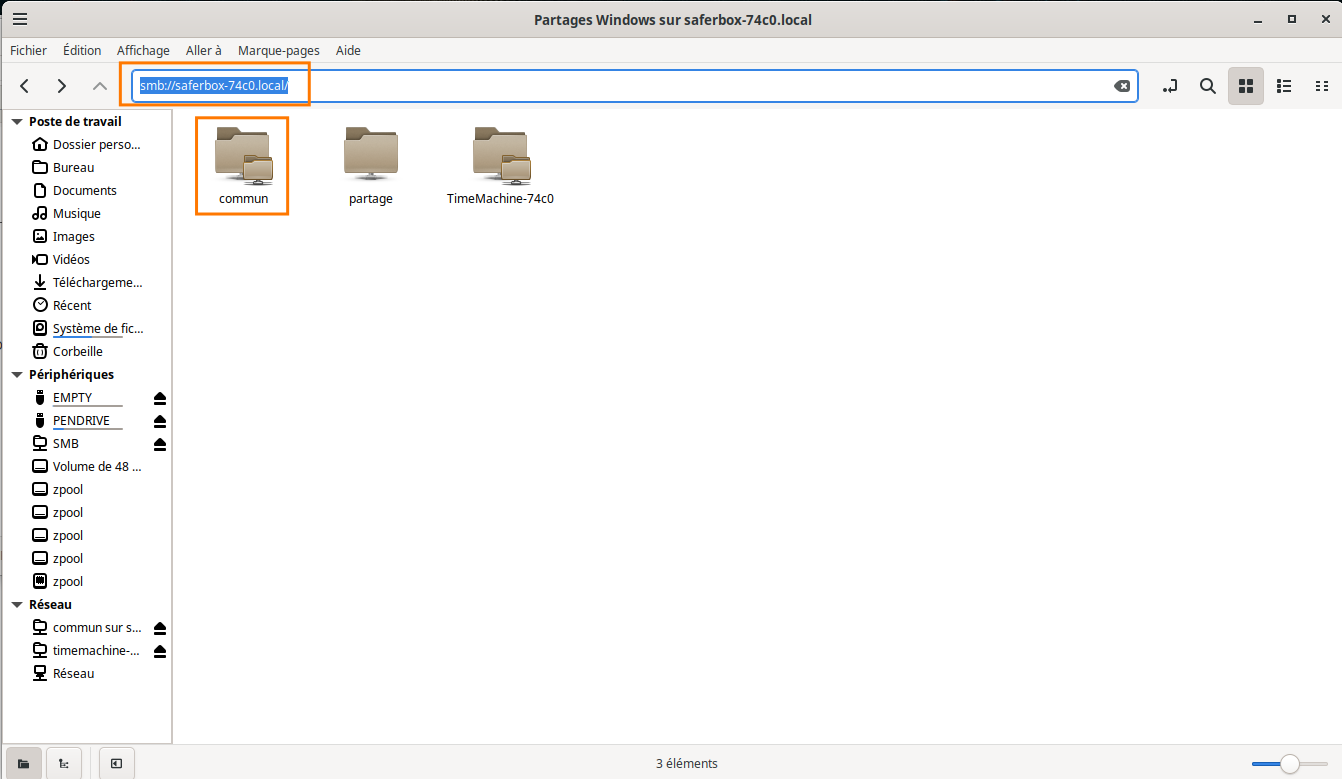 Partages Windows sur saferbox-74c0.local
Fichier Édition Affichage Aller à Marque-pages Aide
smb://saferbox-74c0.local/
Poste de travail
Dossier perso...
Bureau
Documents
Musique
Images
Vidéos
Téléchargeme...
Récent
Système de fic...
Corbeille
Périphériques
EMPTY
PENDRIVE
SMB
Volume de 48 ...
zpool
zpool
zpool
zpool
zpool
Réseau
commun sur s...
timemachine-...
Réseau
commun
partage
TimeMachine-74c0
3 éléments